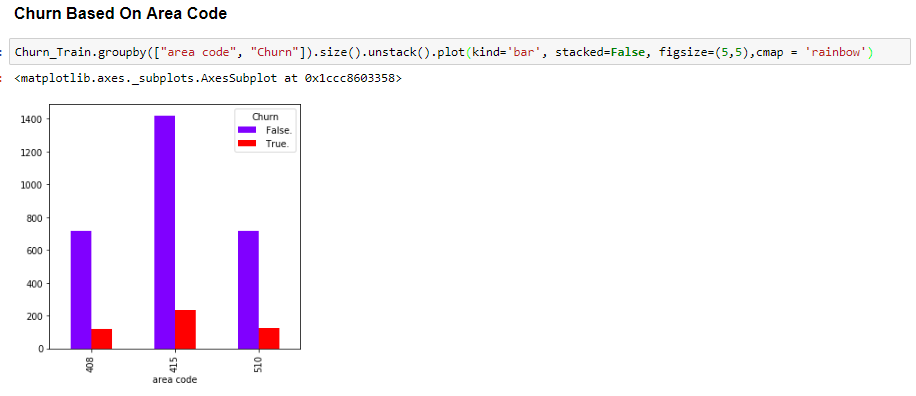 Churn Based On Area Code
: Churn_Train.groupby(["area code", "Churn"]).size().unstack().plot(kind='bar', stacked=False, figsize=(5,5),cmap = 'rainbow')
: <matplotlib.axes._subplots.AxesSubplot at 0x1ccc8603358>
Churn
False.
True.
1400
1200
1000
800
600
400
200
0
408
415
510
area code